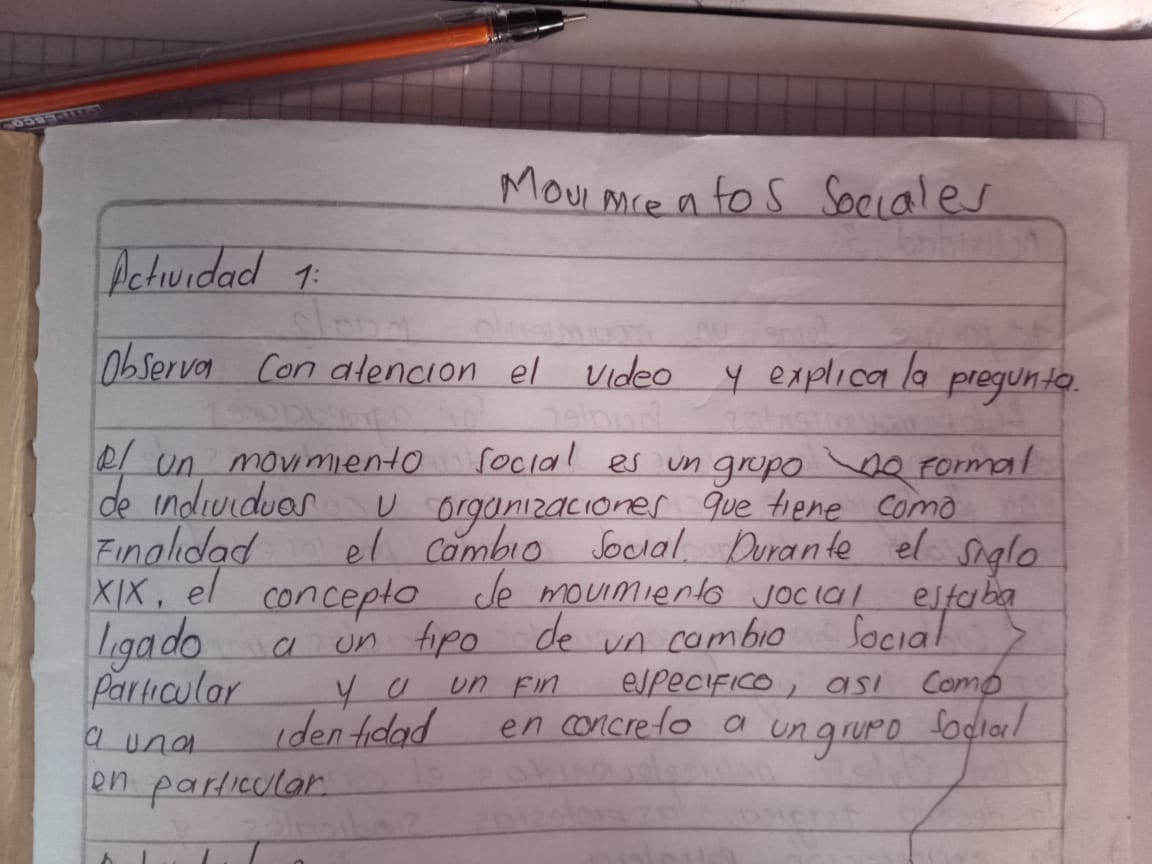 Movimientos Sociales
Actividad 1:
Observa con atencion el video y explica la pregunta.
el un movimiento social es un grupo no formal
de individuos u organizaciones que tiene como
Finalidad el cambio social. Durante el siglo
XIX, el concepto de movimiento social estaba
ligado a un tipo de un cambio social
particular y a un fin especifico, asi como
a una identidad en concreto a un grupo social
en particular.